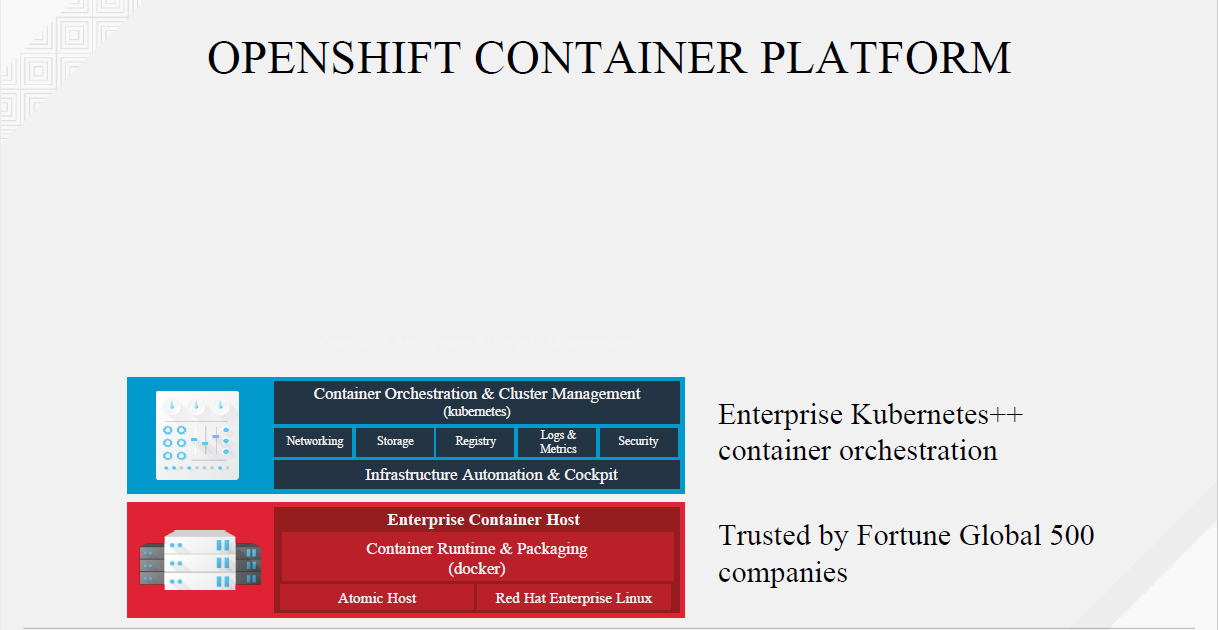 OPENSHIFT CONTAINER PLATFORM
Container Orchestration & Cluster Management
(kubernetes)
Networking
Storage
Registry
Logs &
Metrics
Security
Infrastructure Automation & Cockpit
Enterprise Kubernetes++
container orchestration
Enterprise Container Host
Container Runtime & Packaging
(docker)
Atomic Host
Red Hat Enterprise Linux
Trusted by Fortune Global 500
companies